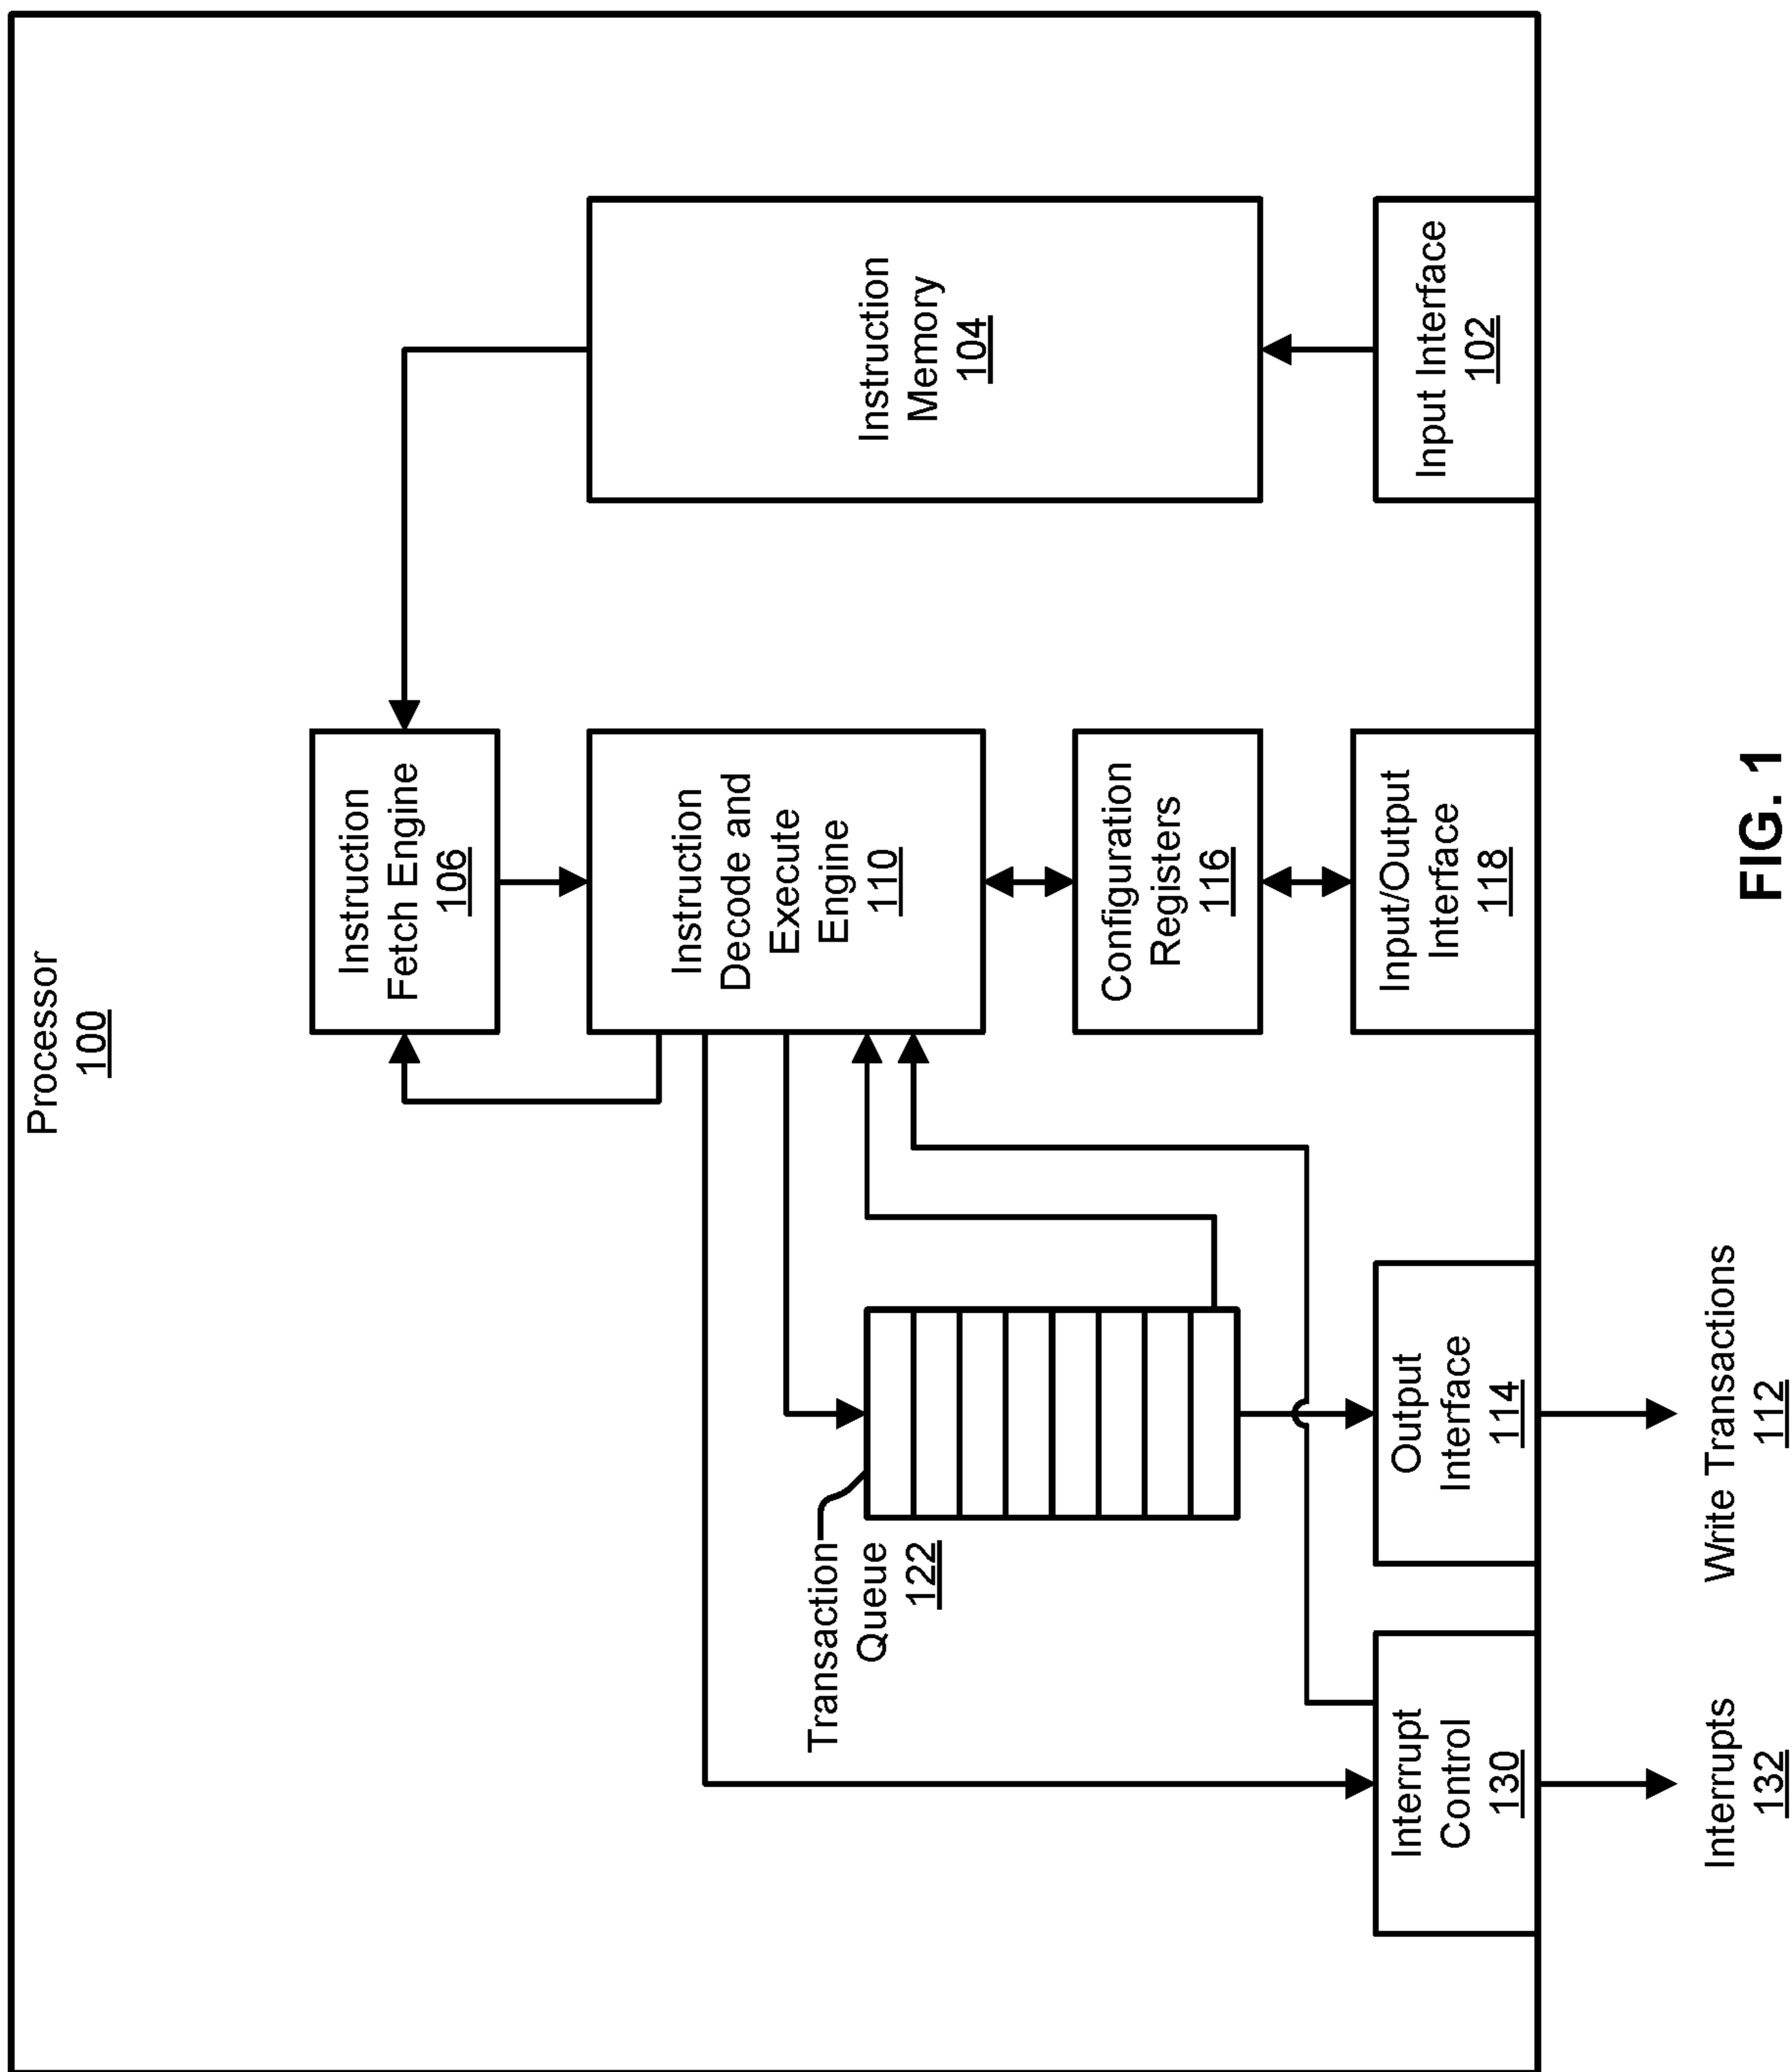 Processor
100
Instruction
Fetch Engine
106
Instruction
Decode and
Execute
Engine
110
Instruction
Memory
104
Transaction
Queue
122
Configuration
Registers
116
Interrupt
Control
130
Output
Interface
114
Input/Output
Interface
118
Input Interface
102
Interrupts
132
Write Transactions
112
FIG. 1